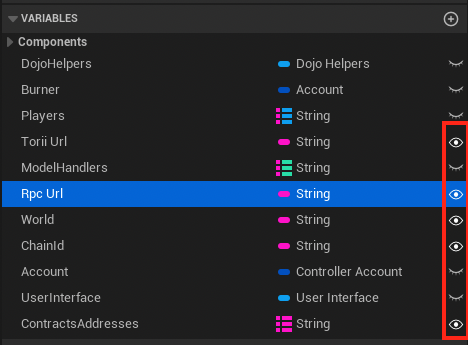 VARIABLES
Components
DojoHelpers Dojo Helpers
Burner Account
Players String
Torii Url String
ModelHandlers String
Rpc Url String
World String
ChainId String
Account Controller Account
UserInterface User Interface
ContractsAddresses String